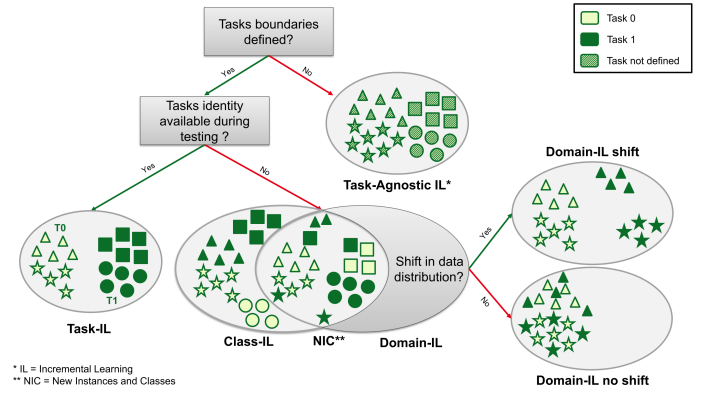 Tasks boundaries
defined?
Task 0
Task 1
Task not defined
Yes
No
Tasks identity
available during
testing ?
Task-Agnostic IL*
Yes
No
Domain-IL shift
T0
T1
Task-IL
Class-IL
NIC**
Domain-IL
Shift in data
distribution?
Yes
No
Domain-IL no shift
* IL = Incremental Learning
** NIC = New Instances and Classes